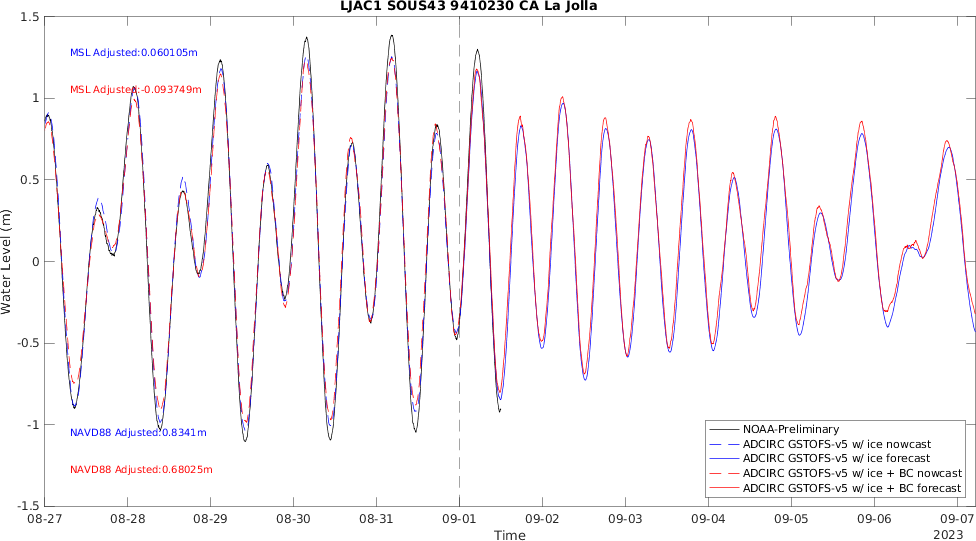 LJAC1 SOUS43 9410230 CA La Jolla
1.5
1
0.5
0
-0.5
-1
-1.5
Water Level (m)
MSL Adjusted:0.060105m
MSL Adjusted:-0.093749m
NAVD88 Adjusted:0.8341m
NAVD88 Adjusted:0.68025m
NOAA-Preliminary
ADCIRC GSTOFS-v5 w/ ice nowcast
ADCIRC GSTOFS-v5 w/ ice forecast
ADCIRC GSTOFS-v5 w/ ice + BC nowcast
ADCIRC GSTOFS-v5 w/ ice + BC forecast
08-27 08-28 08-29 08-30 08-31 09-01 09-02 09-03 09-04 09-05 09-06 09-07
Time
2023